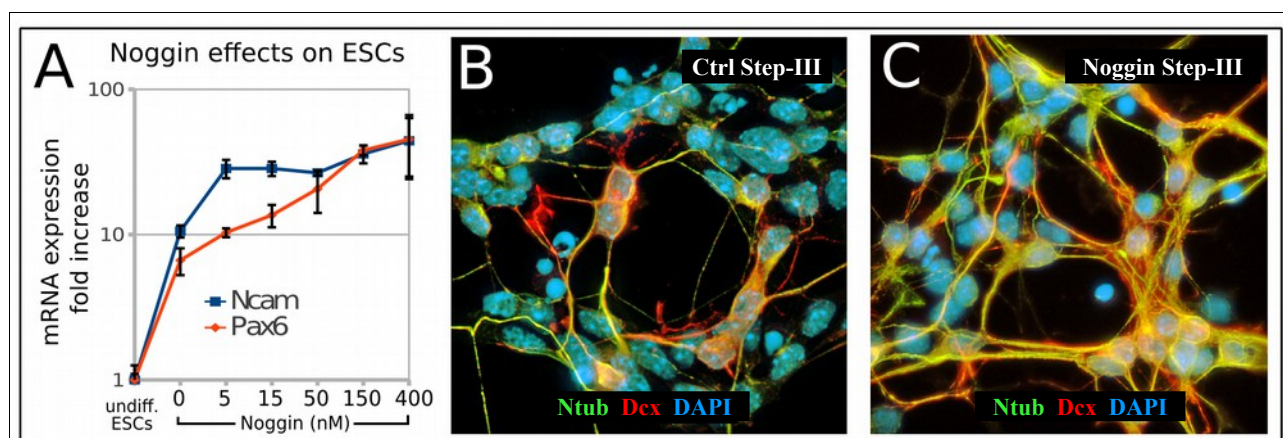 A
Noggin effects on ESCs
mRNA expression
fold increase
100
10
1
Ncam
Pax6
undiff.
ESCs
0 5 15 50 150 400
Noggin (nM)
B
Ctrl Step-III
Ntub Dcx DAPI
C
Noggin Step-III
Ntub Dcx DAPI